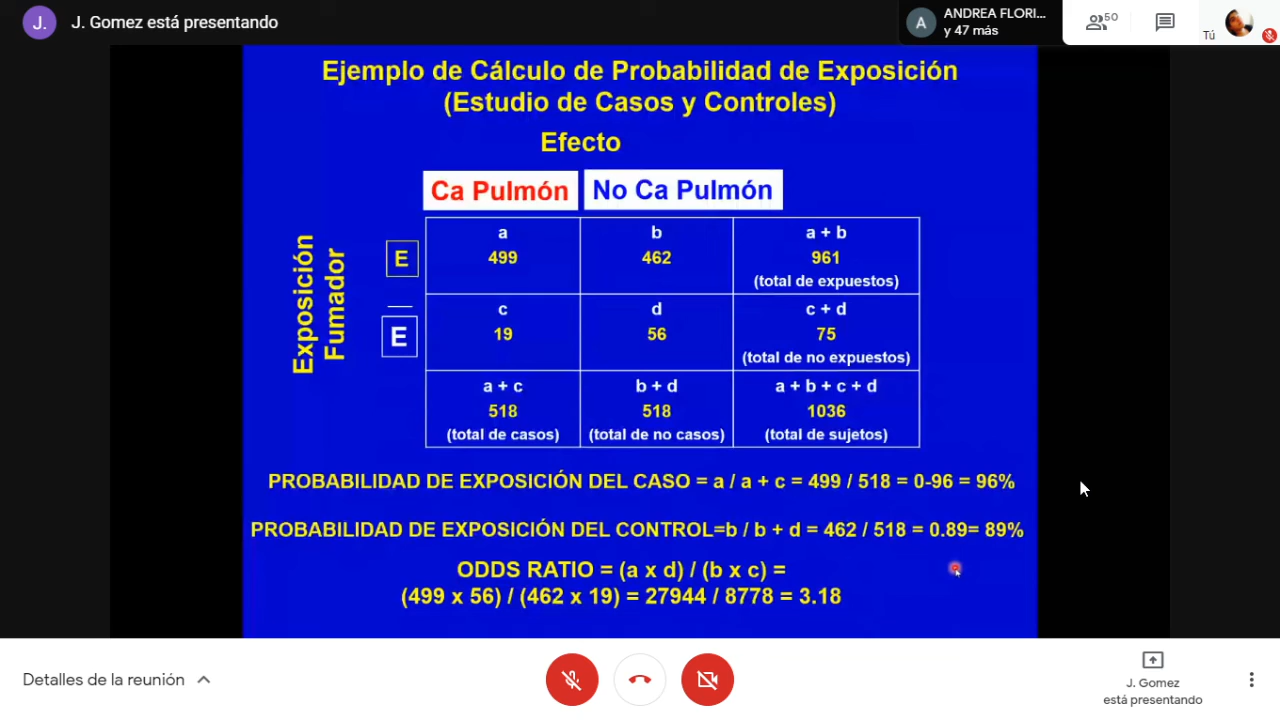 J. J. Gomez está presentando
A ANDREA FLORI...
y 47 más
50
Tú
Ejemplo de Cálculo de Probabilidad de Exposición
(Estudio de Casos y Controles)
Efecto
Ca Pulmón No Ca Pulmón
Exposición
Fumador
a b a + b
E 499 462 961
(total de expuestos)
c d c + d
E 19 56 75
(total de no expuestos)
a + c b + d a + b + c + d
518 518 1036
(total de casos) (total de no casos) (total de sujetos)
PROBABILIDAD DE EXPOSICIÓN DEL CASO = a / a + c = 499 / 518 = 0-96 = 96%
PROBABILIDAD DE EXPOSICIÓN DEL CONTROL=b / b + d = 462 / 518 = 0.89= 89%
ODDS RATIO = (a x d) / (b x c) =
(499 x 56) / (462 x 19) = 27944 / 8778 = 3.18
Detalles de la reunión
J. Gomez
está presentando